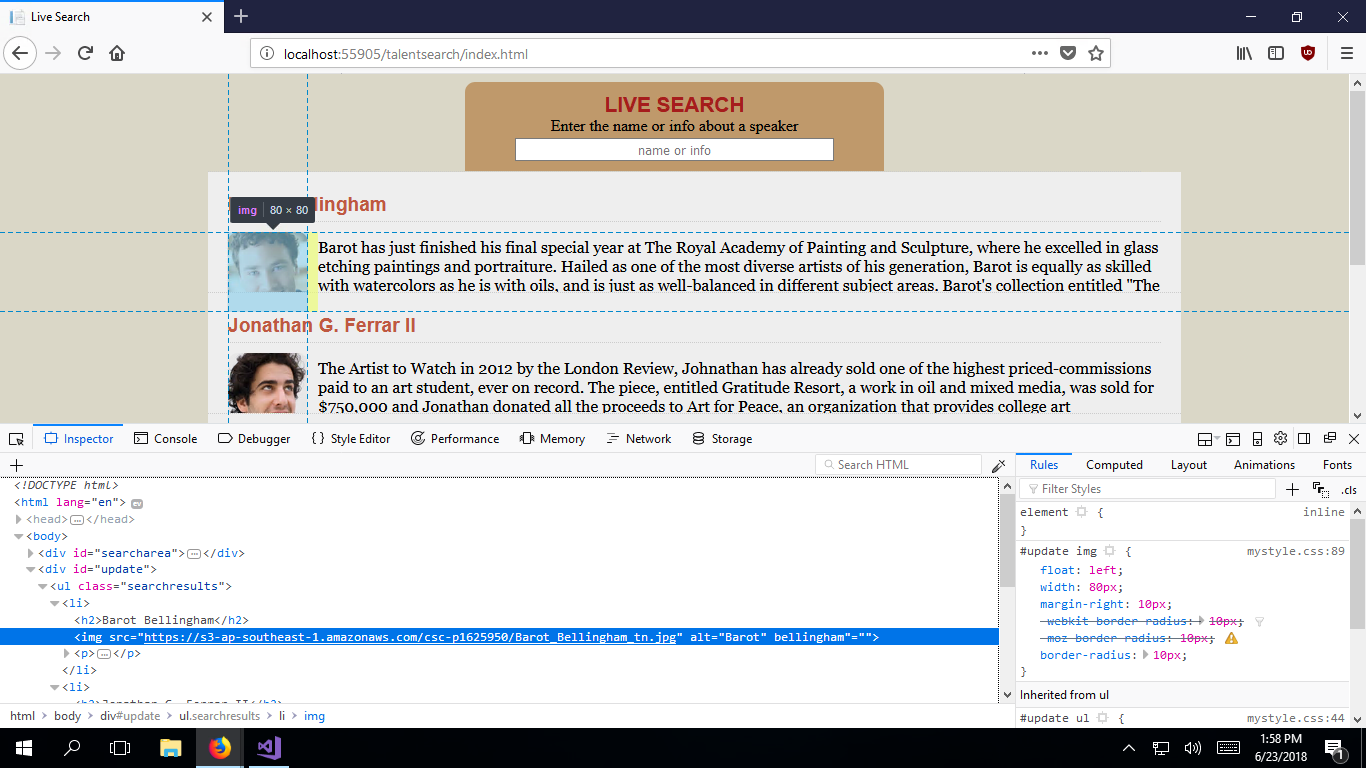 Live Search
localhost:55905/talentsearch/index.html
LIVE SEARCH
Enter the name or info about a speaker
name or info
lingham
img 80 × 80
Barot has just finished his final special year at The Royal Academy of Painting and Sculpture, where he excelled in glass
etching paintings and portraiture. Hailed as one of the most diverse artists of his generation, Barot is equally as skilled
with watercolors as he is with oils, and is just as well-balanced in different subject areas. Barot's collection entitled "The
Jonathan G. Ferrar II
The Artist to Watch in 2012 by the London Review, Johnathan has already sold one of the highest priced-commissions
paid to an art student, ever on record. The piece, entitled Gratitude Resort, a work in oil and mixed media, was sold for
$750,000 and Jonathan donated all the proceeds to Art for Peace, an organization that provides college art
Inspector Console Debugger { } Style Editor Performance Memory Network Storage
Search HTML
<!DOCTYPE html>
<html lang="en"> ev
<head>…</head>
<body>
<div id="searcharea">…</div>
<div id="update">
<ul class="searchresults">
<li>
<h2>Barot Bellingham</h2>
<img src="https://s3-ap-southeast-1.amazonaws.com/csc-p1625950/Barot_Bellingham_tn.jpg" alt="Barot" bellingham"="">
<p>…</p>
</li>
<li>
<h2>Jonathan G. Ferrar II</h2>
html > body > div#update > ul.searchresults > li > img
Rules Computed Layout Animations Fonts
Filter Styles + .cls
element { inline
}
#update img { mystyle.css:89
float: left;
width: 80px;
margin-right: 10px;
-webkit-border-radius: 10px;
-moz-border-radius: 10px;
border-radius: 10px;
}
Inherited from ul
#update ul { mystyle.css:44
1:58 PM
6/23/2018
1